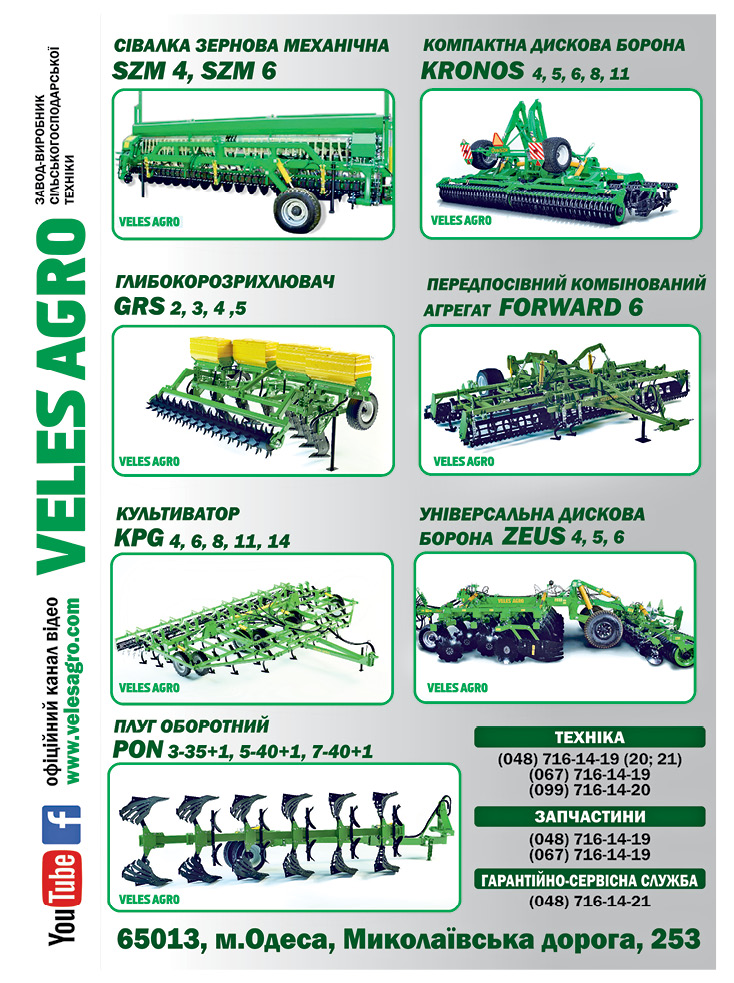 VELES AGRO
ЗАВОД-ВИРОБНИК
СІЛЬСЬКОГОСПОДАРСЬКОЇ
ТЕХНІКИ
офіційний канал відео
www.velesagro.com
YouTube
f
СІВАЛКА ЗЕРНОВА МЕХАНІЧНА
SZM 4, SZM 6
VELES AGRO
КОМПАКТНА ДИСКОВА БОРОНА
KRONOS 4, 5, 6, 8, 11
VELES AGRO
ГЛИБОКОРОЗРИХЛЮВАЧ
GRS 2, 3, 4 ,5
VELES AGRO
ПЕРЕДПОСІВНИЙ КОМБІНОВАНИЙ
АГРЕГАТ FORWARD 6
VELES AGRO
КУЛЬТИВАТОР
KPG 4, 6, 8, 11, 14
VELES AGRO
УНІВЕРСАЛЬНА ДИСКОВА
БОРОНА ZEUS 4, 5, 6
VELES AGRO
VELES AGRO
ПЛУГ ОБОРОТНИЙ
PON 3-35+1, 5-40+1, 7-40+1
VELES AGRO
ТЕХНІКА
(048) 716-14-19 (20; 21)
(067) 716-14-19
(099) 716-14-20
ЗАПЧАСТИНИ
(048) 716-14-19
(067) 716-14-19
ГАРАНТІЙНО-СЕРВІСНА СЛУЖБА
(048) 716-14-21
65013, м.Одеса, Миколаївська дорога, 253